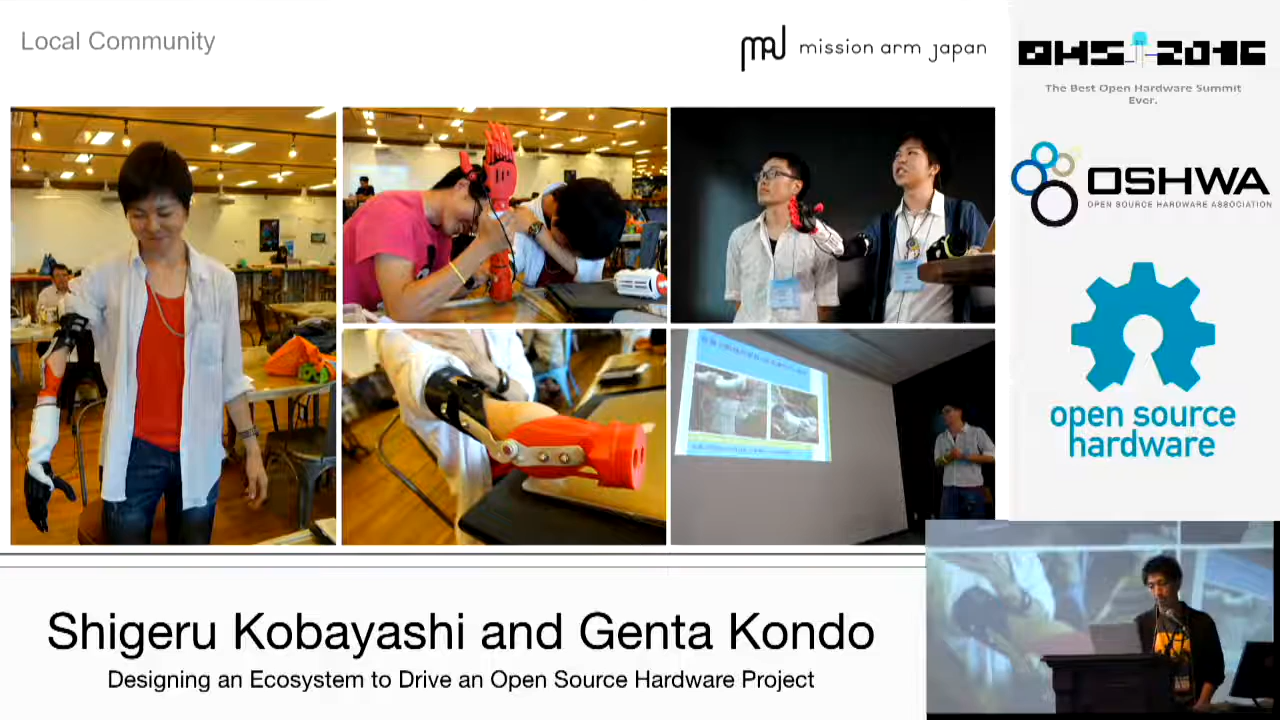 Local Community
maj mission arm japan
OHS 2016
The Best Open Hardware Summit
Ever.
OSHWA
OPEN SOURCE HARDWARE ASSOCIATION
open source
hardware
Shigeru Kobayashi and Genta Kondo
Designing an Ecosystem to Drive an Open Source Hardware Project